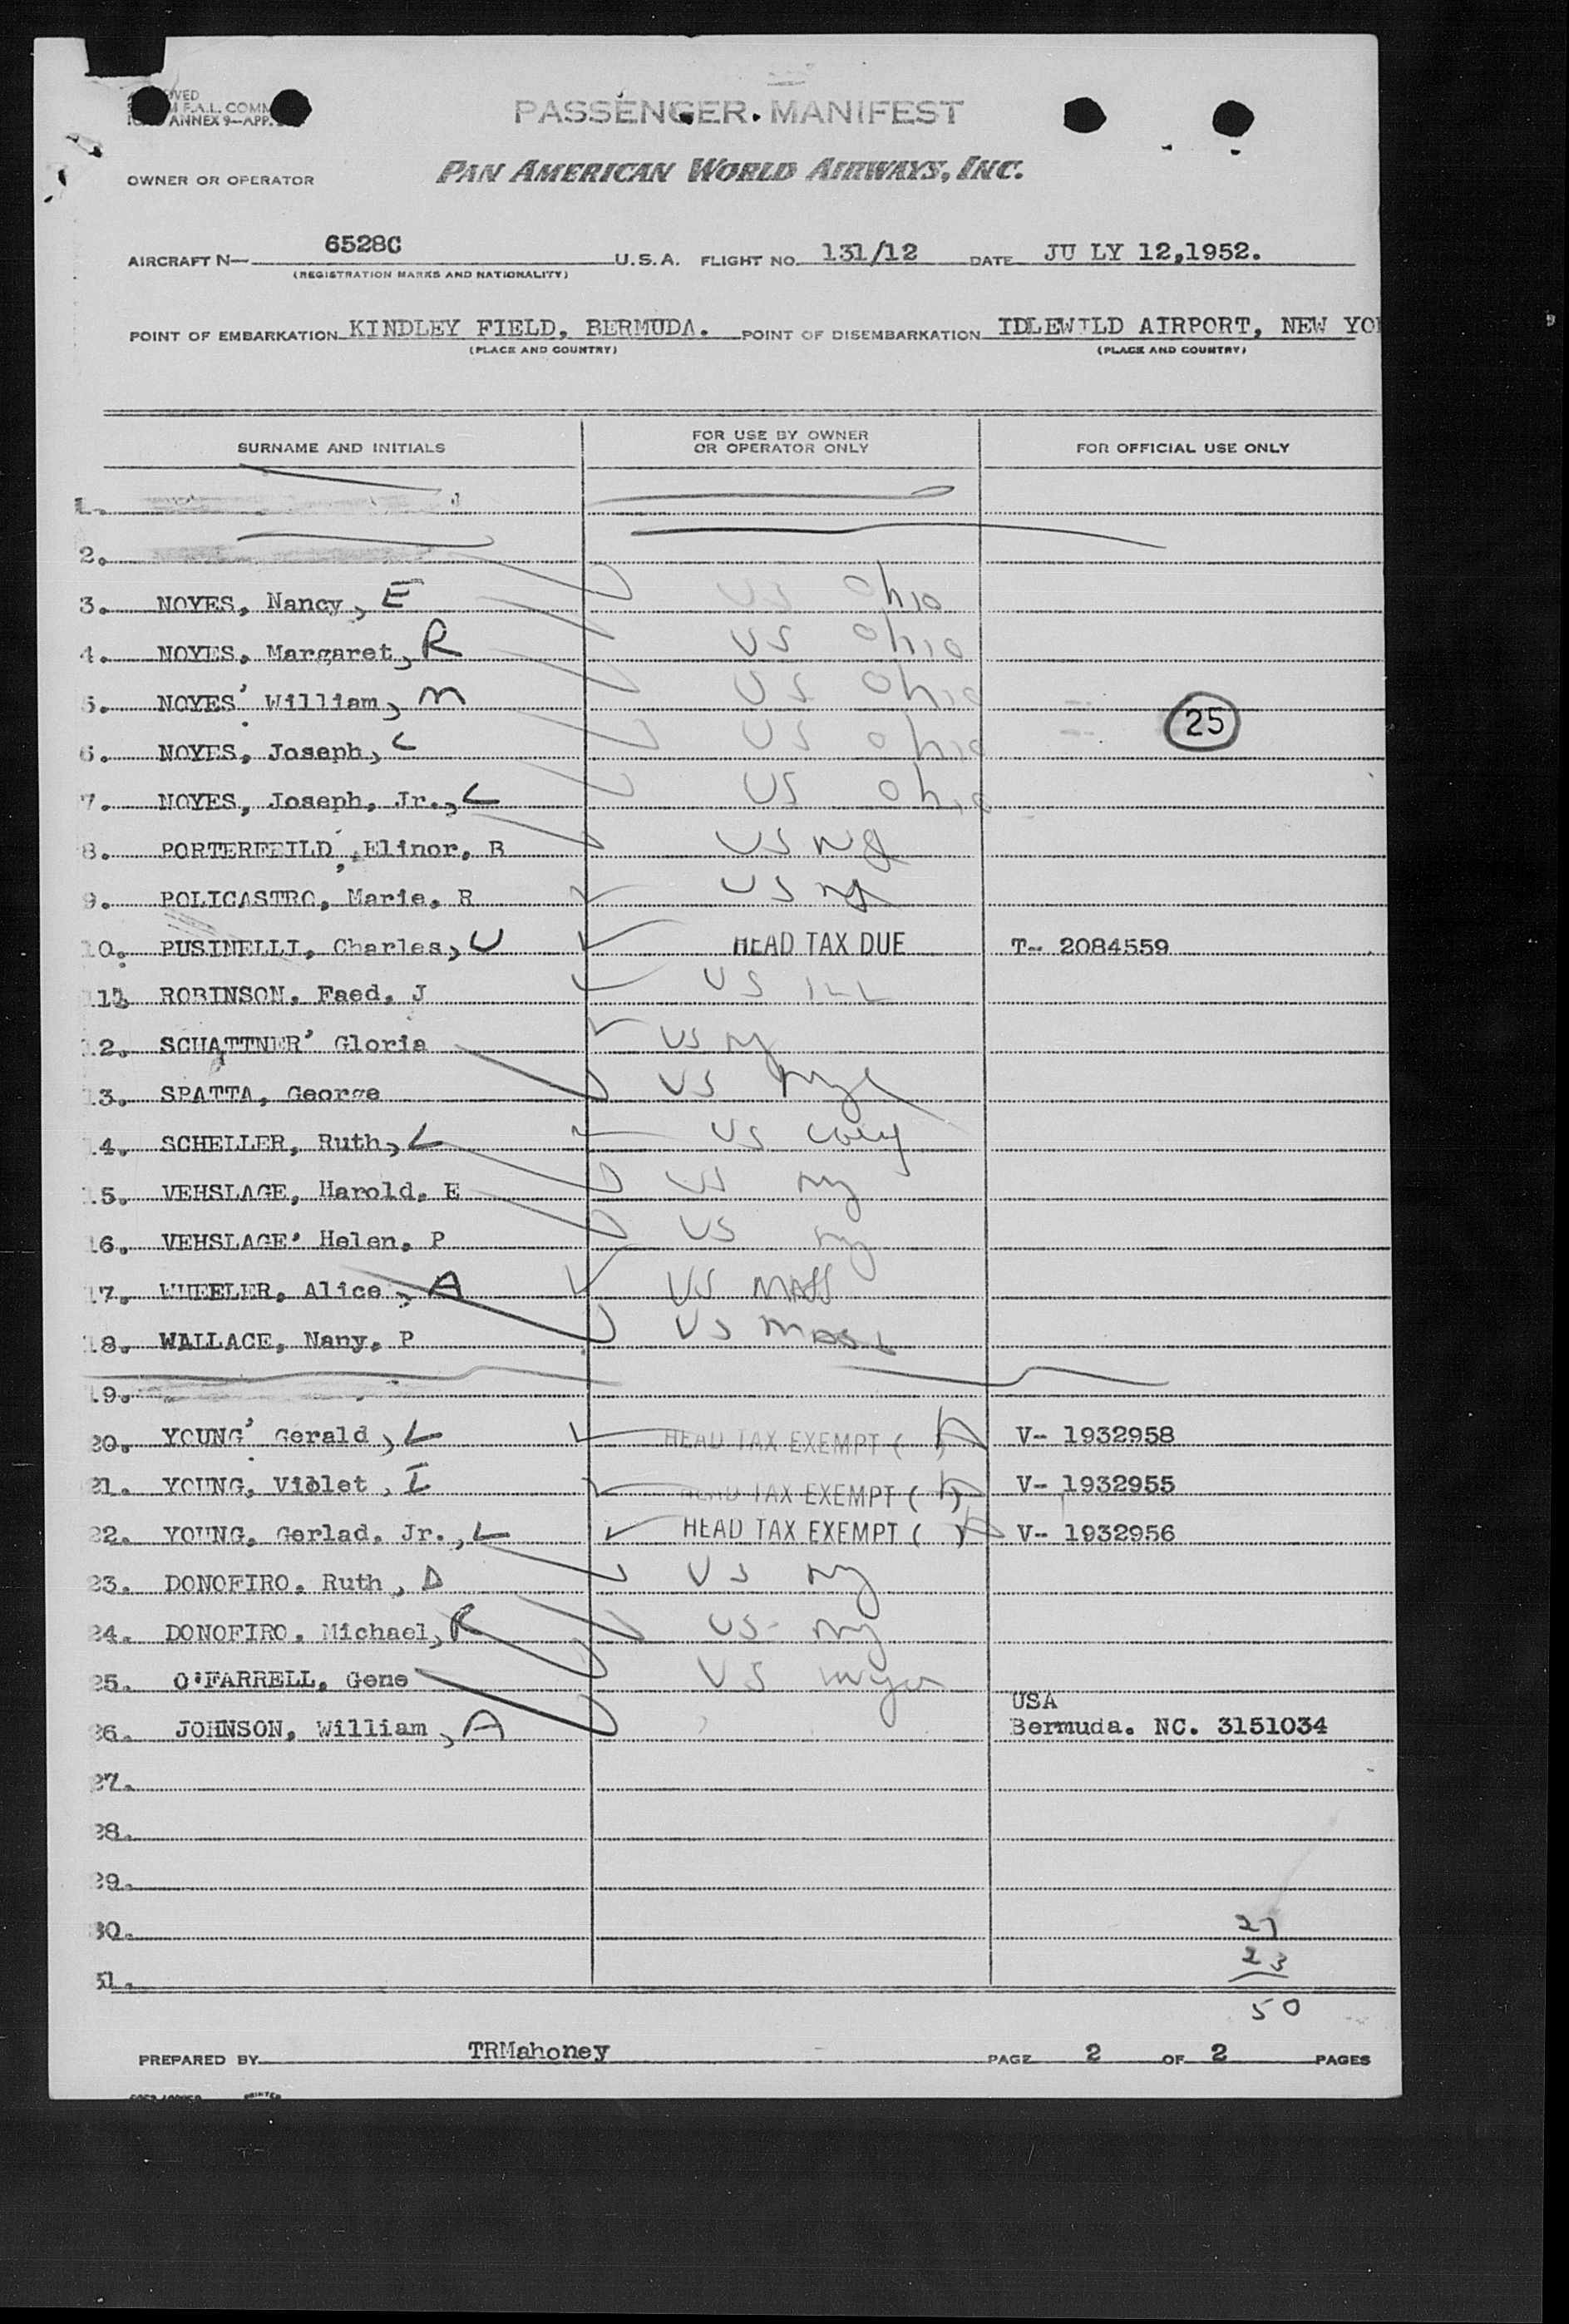 F.A.L. COMM
ANNEX 9—APP.
PASSENGER MANIFEST
OWNER OR OPERATOR PAN AMERICAN WORLD AIRWAYS, INC.
AIRCRAFT N— 6528C U.S.A. FLIGHT NO. 131/12 DATE JU LY 12,1952.
(REGISTRATION MARKS AND NATIONALITY)
POINT OF EMBARKATION KINDLEY FIELD, BERMUDA. POINT OF DISEMBARKATION IDLEWILD AIRPORT, NEW YO
(PLACE AND COUNTRY) (PLACE AND COUNTRY)
SURNAME AND INITIALS FOR USE BY OWNER OR OPERATOR ONLY FOR OFFICIAL USE ONLY
1.
2.
3. NOYES, Nancy, E US Ohio
4. NOYES, Margaret, R US Ohio
5. NOYES' William, M US Ohio
25
6. NOYES, Joseph, L US Ohio
7. NOYES, Joseph, Jr., L US Ohio
8. PORTERFEILD, Elinor, B US
9. POLICASTRO, Marie, R US
10. PUSINELLI, Charles, U HEAD TAX DUE T-- 2084559
11. ROBINSON, Faed, J US ILL
12. SCHATTNER' Gloria US NY
13. SPATTA, George US
14. SCHELLER, Ruth, L US
15. VEHSLAGE, Harold, E US NY
16. VEHSLAGE' Helen, P US NY
17. WHEELER, Alice, A US MASS
18. WALLACE, Nany, P US MASS
19.
20. YOUNG' Gerald, L HEAD TAX EXEMPT ( ) V-- 1932958
21. YOUNG, Violet, I HEAD TAX EXEMPT ( ) V-- 1932955
22. YOUNG, Gerlad, Jr., L HEAD TAX EXEMPT ( ) V-- 1932956
23. DONOFIRO, Ruth, D US NY
24. DONOFIRO, Michael, R US NY
25. O'FARRELL, Gene US
USA
26. JOHNSON, William, A Bermuda. NC. 3151034
27.
28.
29.
30. 27
31. 23
50
PREPARED BY TRMahoney PAGE 2 OF 2 PAGES